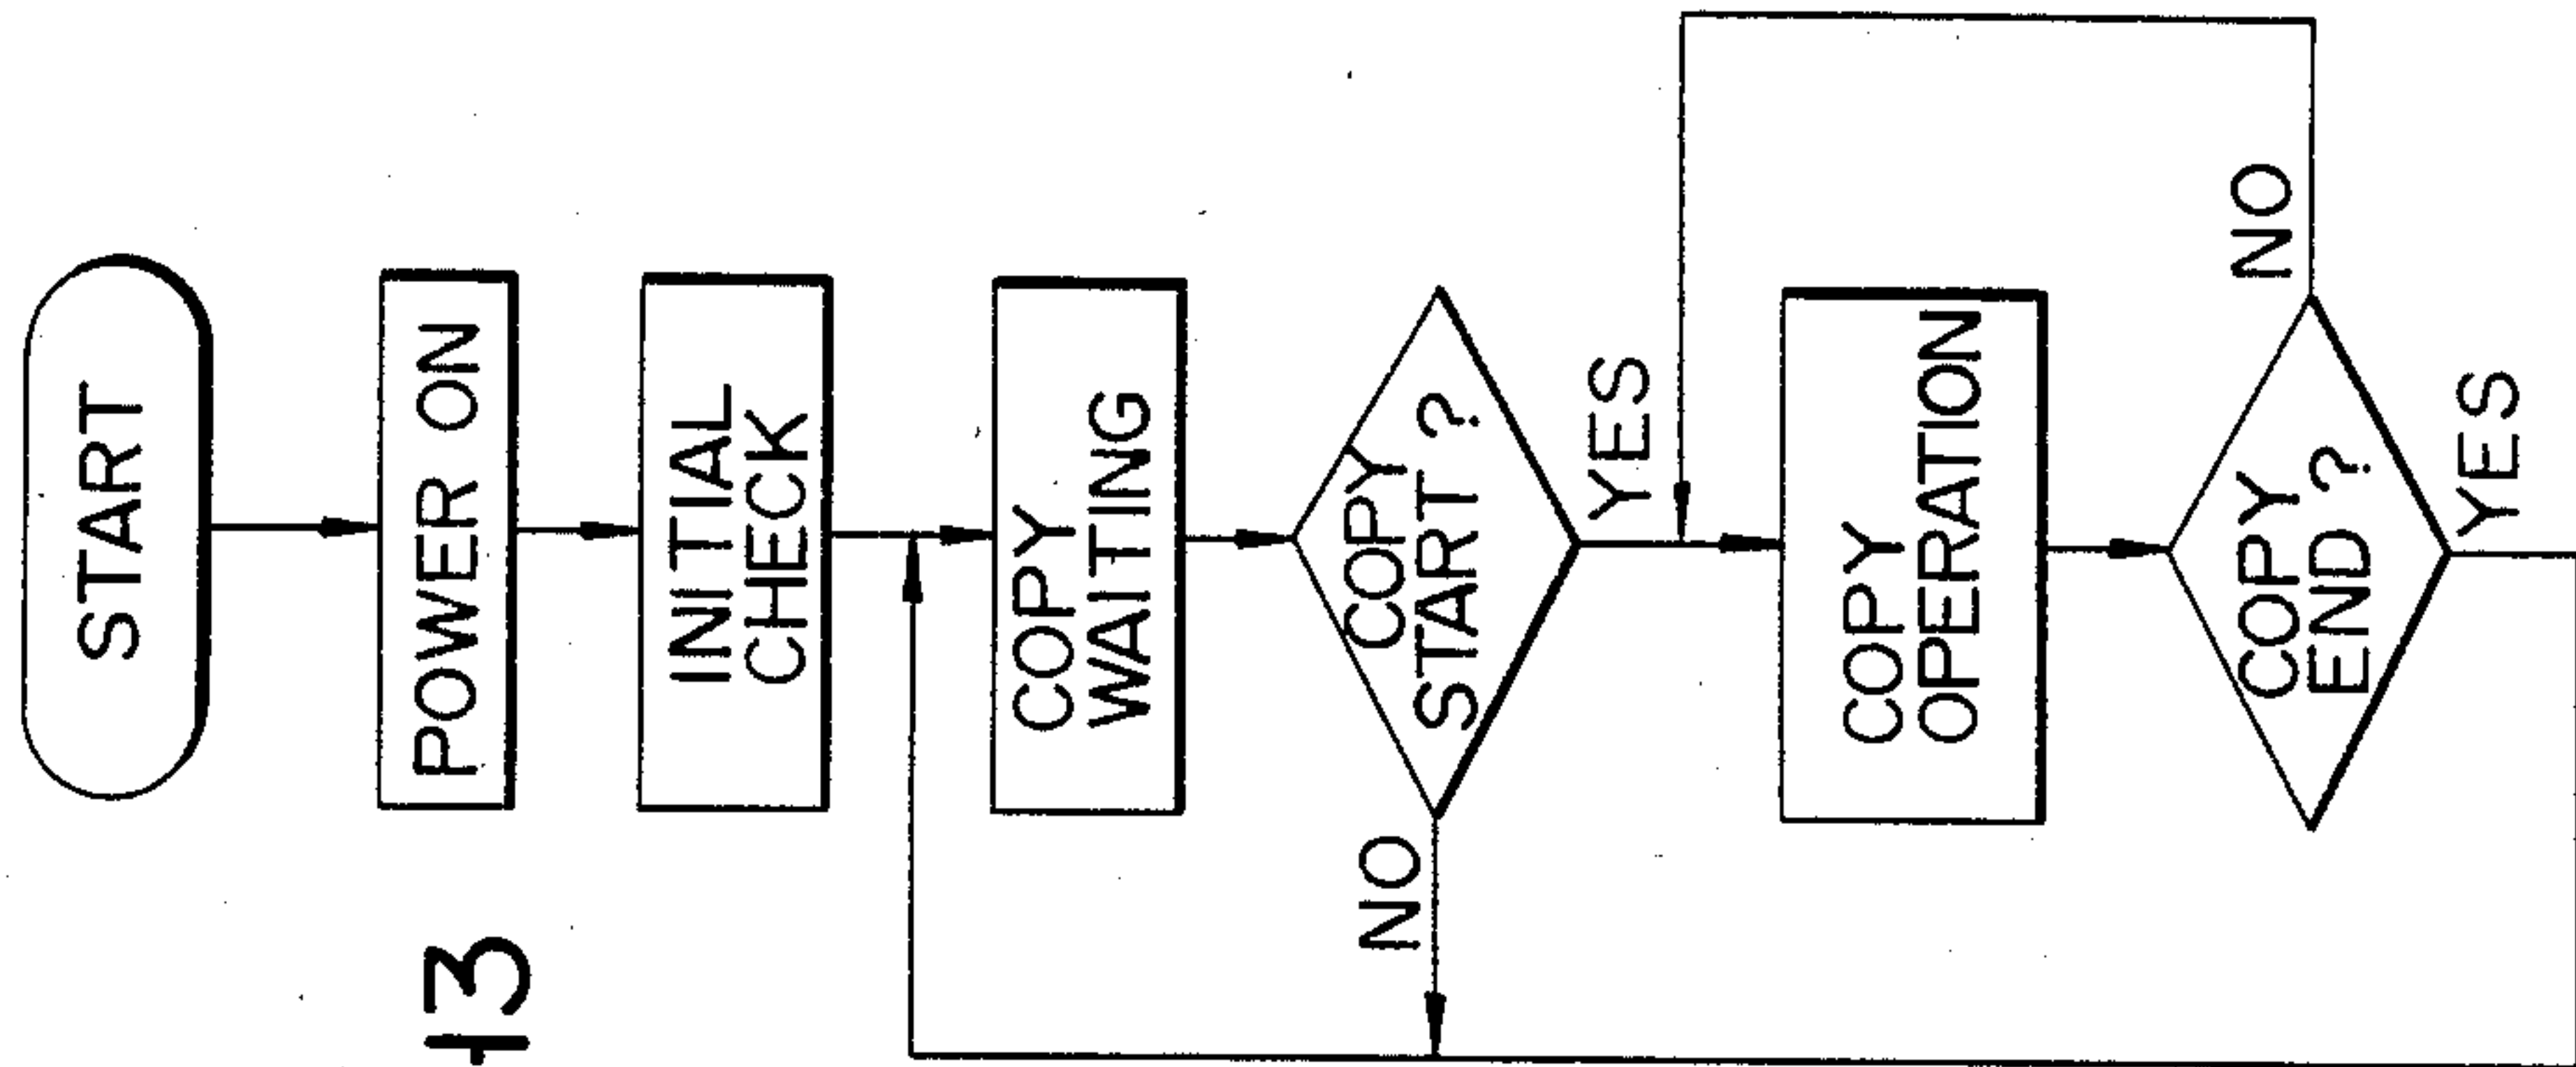 START
POWER ON
13
INITIAL
CHECK
COPY
WAITING
COPY
START ?
NO
YES
COPY
OPERATION
COPY
END ?
NO
YES